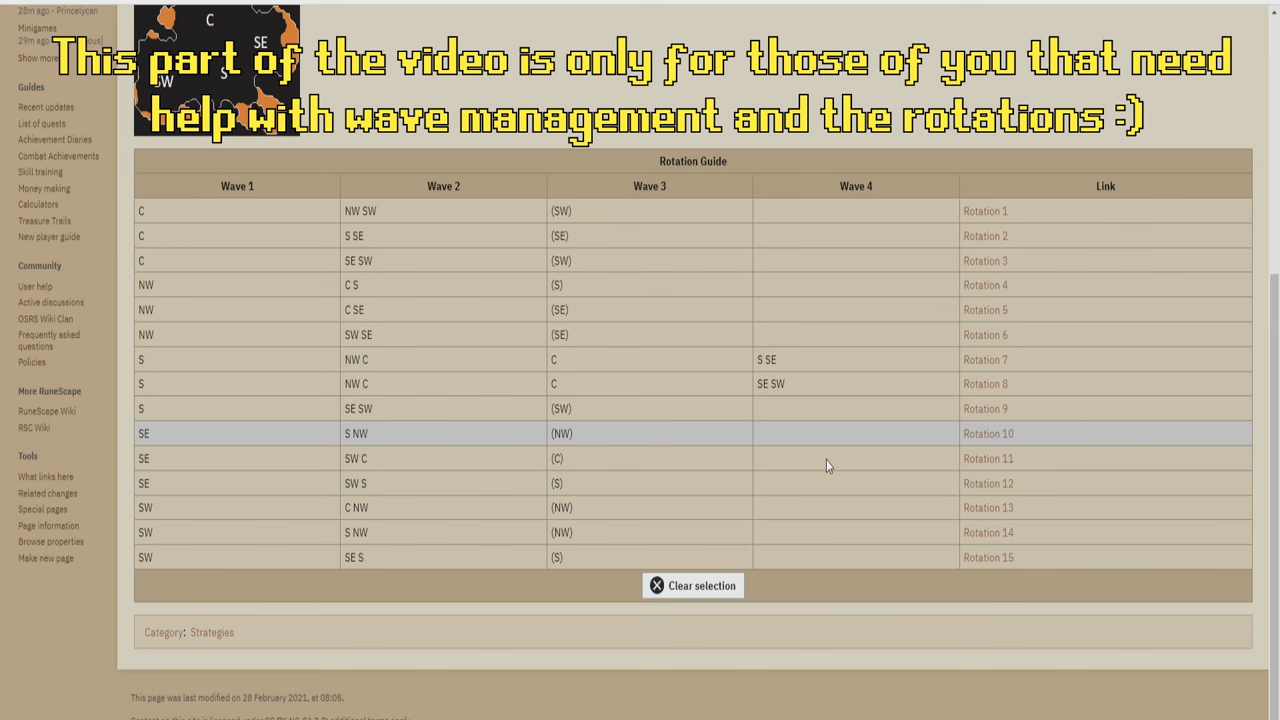 28m ago - Princelycan
Minigames
29m ago
Show more
C
SE
S
SW
This part of the video is only for those of you that need
help with wave management and the rotations :)
Guides
Recent updates
List of quests
Achievement Diaries
Combat Achievements
Skill training
Money making
Calculators
Treasure Trails
New player guide
Community
User help
Active discussions
OSRS Wiki Clan
Frequently asked
questions
Policies
More RuneScape
RuneScape Wiki
RSC Wiki
Tools
What links here
Related changes
Special pages
Page information
Browse properties
Make new page
Rotation Guide
Wave 1 Wave 2 Wave 3 Wave 4 Link
C NW SW (SW) Rotation 1
C S SE (SE) Rotation 2
C SE SW (SW) Rotation 3
NW C S (S) Rotation 4
NW C SE (SE) Rotation 5
NW SW SE (SE) Rotation 6
S NW C C S SE Rotation 7
S NW C C SE SW Rotation 8
S SE SW (SW) Rotation 9
SE S NW (NW) Rotation 10
SE SW C (C) Rotation 11
SE SW S (S) Rotation 12
SW C NW (NW) Rotation 13
SW S NW (NW) Rotation 14
SW SE S (S) Rotation 15
Clear selection
Category: Strategies
This page was last modified on 28 February 2021, at 08:05.